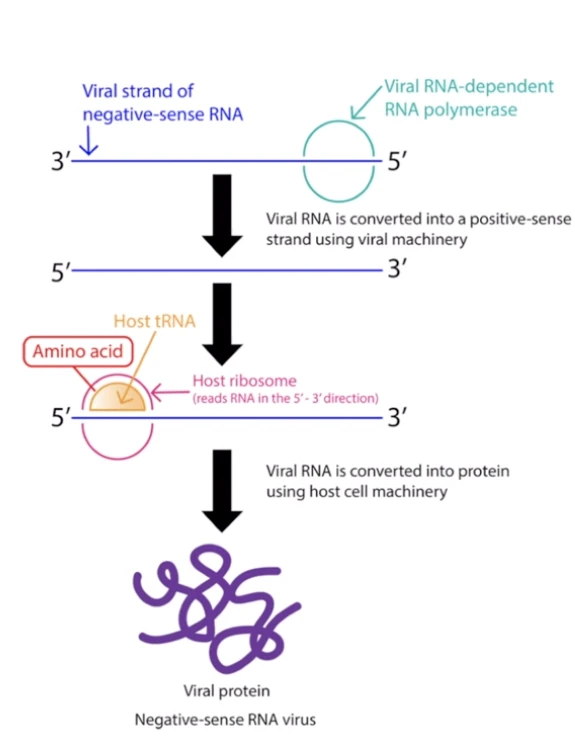 Viral strand of
negative-sense RNA
Viral RNA-dependent
RNA polymerase
3′
5′
Viral RNA is converted into a positive-sense
strand using viral machinery
5′
3′
Host tRNA
Amino acid
Host ribosome
(reads RNA in the 5′- 3′ direction)
5′
3′
Viral RNA is converted into protein
using host cell machinery
Viral protein
Negative-sense RNA virus